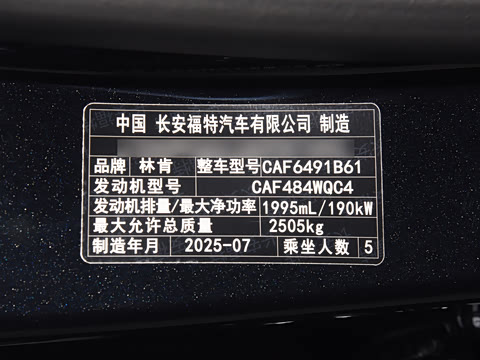 中国 长安福特汽车有限公司 制造
品牌 林肯 整车型号 CAF6491B61
发动机型号 CAF484WQC4
发动机排量/最大净功率 1995mL/190kW
最大允许总质量 2505kg
制造年月 2025-07 乘坐人数 5